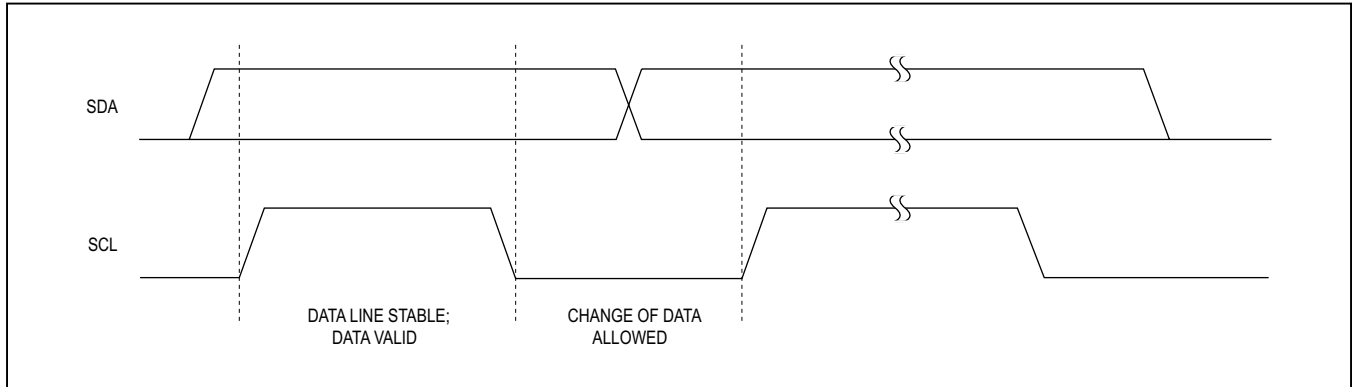 SDA
SCL
DATA LINE STABLE;
DATA VALID
CHANGE OF DATA
ALLOWED